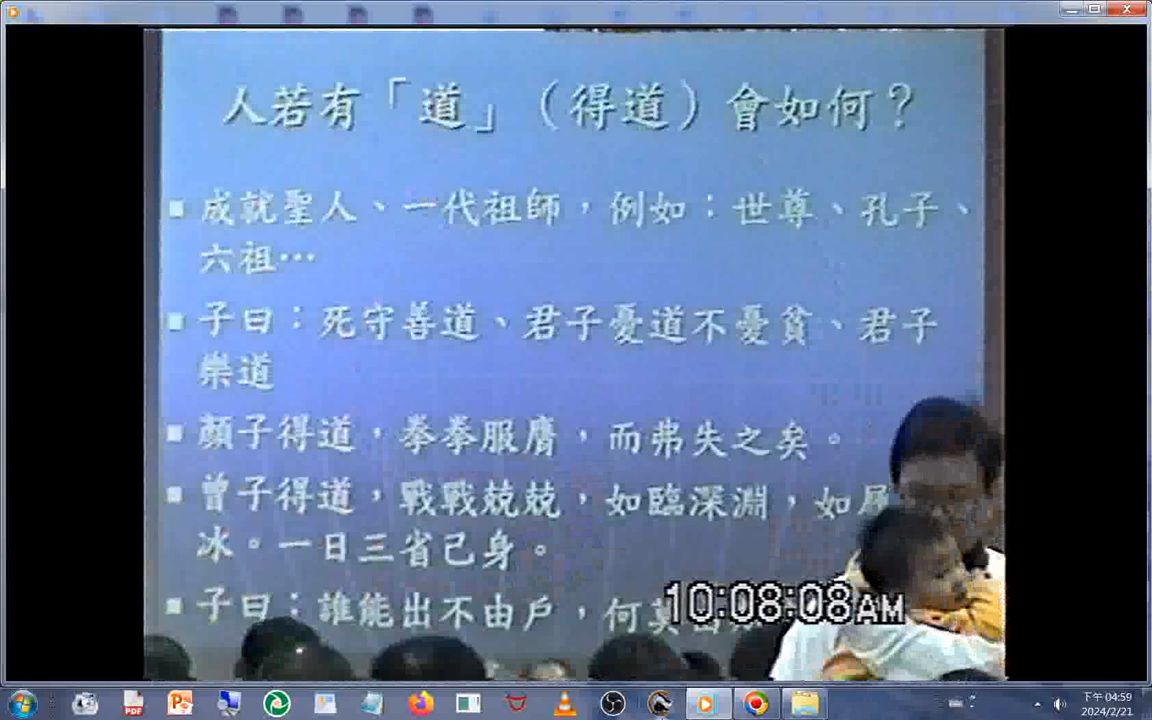 人若有「道」（得道）會如何？
■ 成就聖人、一代祖師，例如：世尊、孔子、
六祖…
■ 子曰：死守善道、君子憂道不憂貧、君子
樂道
■ 顏子得道，拳拳服膺，而弗失之矣。
■ 曾子得道，戰戰兢兢，如臨深淵，如履
冰。一日三省己身。
■ 子曰：誰能出不由戶，何莫
10:08:08AM
下午 04:59
2024/2/21